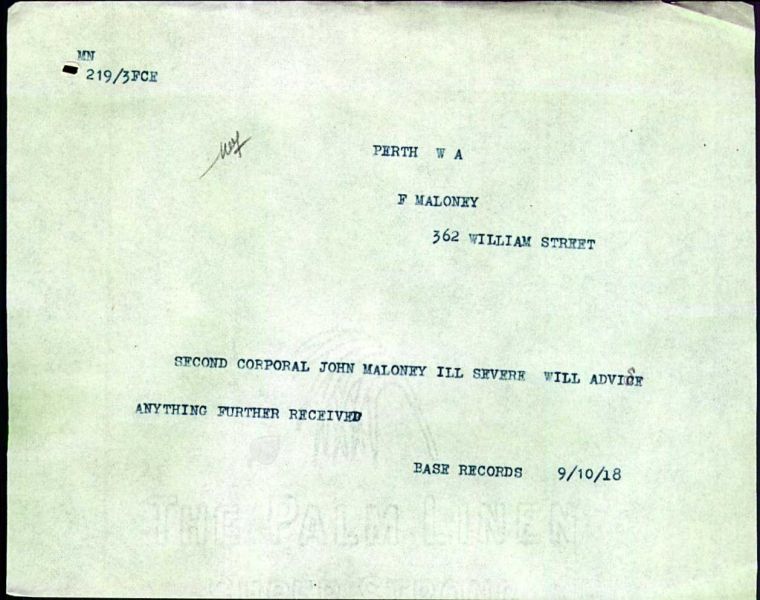 MN
219/3FCE
PERTH W A
F MALONEY
362 WILLIAM STREET
SECOND CORPORAL JOHN MALONEY ILL SEVERE WILL ADVISE
ANYTHING FURTHER RECEIVED
BASE RECORDS 9/10/18
THE PALM LINEN